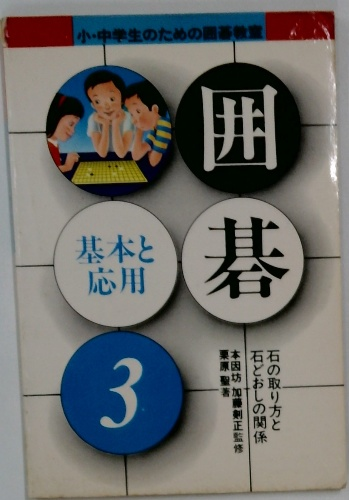 小・中学生のための囲碁教室
囲碁
基本と
応用
3
石の取り方と
石どおしの関係
本因坊 加藤剣正監修
栗原 聖著